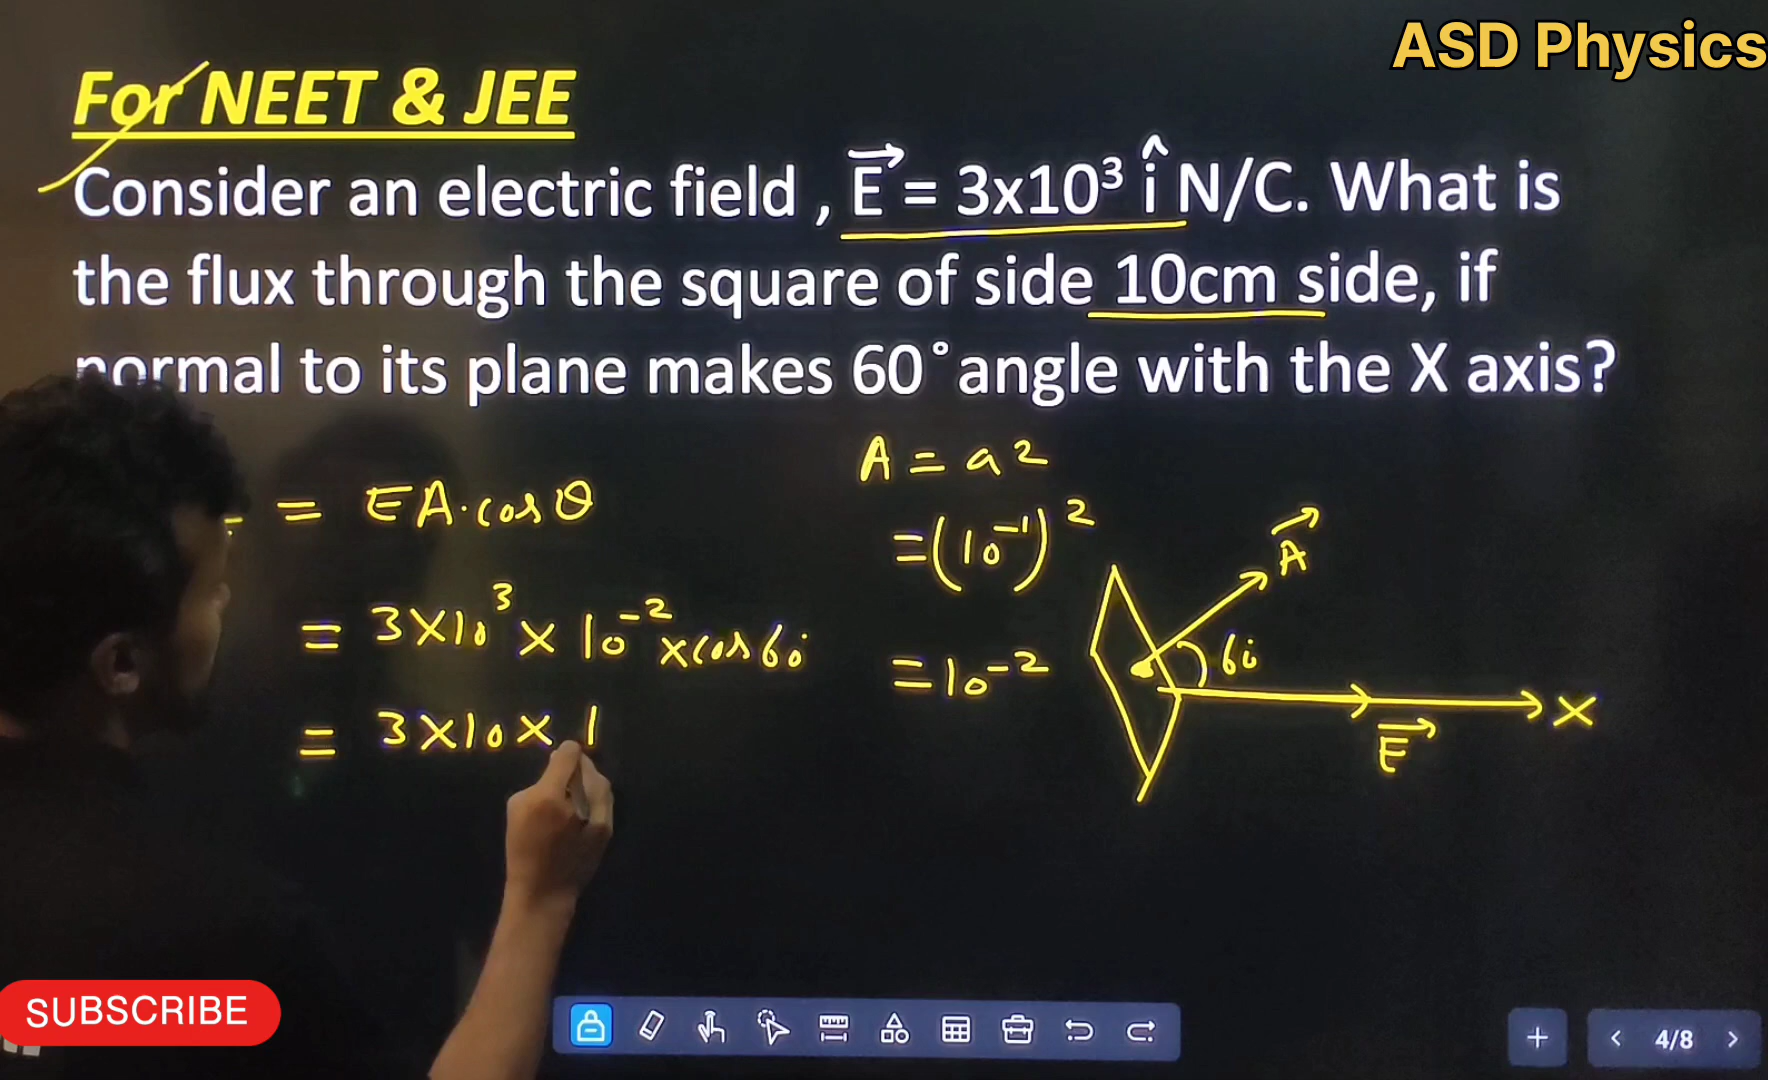 ASD Physics
For NEET & JEE
Consider an electric field , E⃗ = 3x10³ î N/C. What is
the flux through the square of side 10cm side, if
normal to its plane makes 60° angle with the X axis?
= EA·cosθ
= 3×10³ × 10⁻² × cos60
= 3×10× 1
A = a²
= (10⁻¹)²
= 10⁻²
A⃗
60
E⃗
X
SUBSCRIBE
4/8